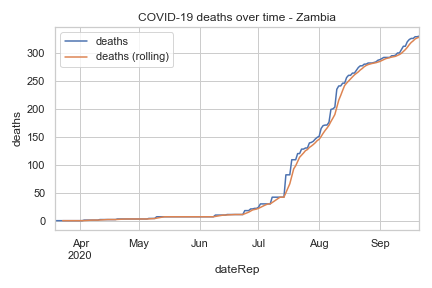 COVID-19 deaths over time - Zambia
deaths
deaths (rolling)
300
250
200
150
100
50
0
deaths
Apr May Jun Jul Aug Sep
2020
dateRep